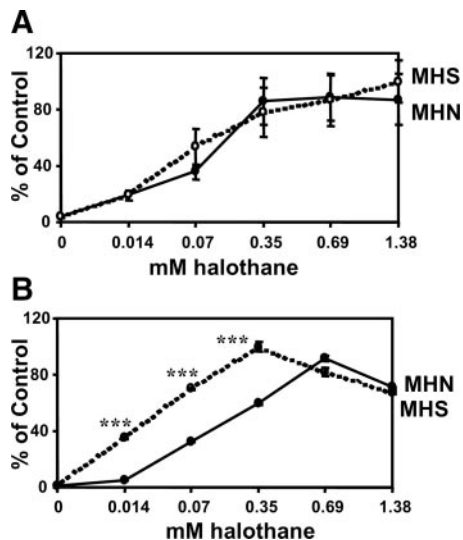 A
120
80
40
0
% of Control
MHS
MHN
0 0.014 0.07 0.35 0.69 1.38
mM halothane
B
120
80
40
0
% of Control
***
***
***
MHN
MHS
0 0.014 0.07 0.35 0.69 1.38
mM halothane